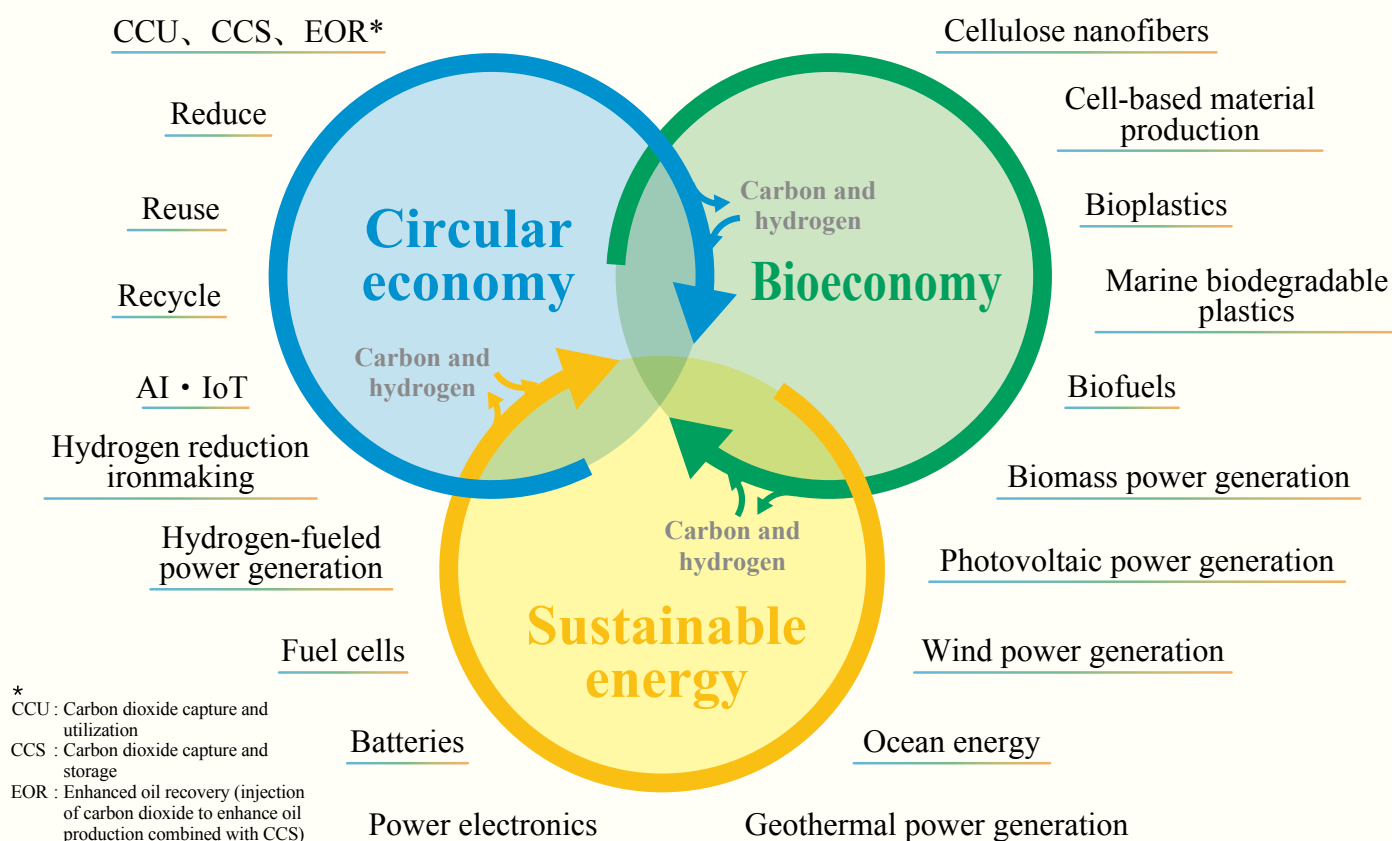 CCU、CCS、EOR*
Reduce
Reuse
Recycle
AI・IoT
Hydrogen reduction
ironmaking
Hydrogen-fueled
power generation
Fuel cells
Batteries
Power electronics
Circular
economy
Carbon and
hydrogen
Bioeconomy
Carbon and
hydrogen
Sustainable
energy
Carbon and
hydrogen
Cellulose nanofibers
Cell-based material
production
Bioplastics
Marine biodegradable
plastics
Biofuels
Biomass power generation
Photovoltaic power generation
Wind power generation
Ocean energy
Geothermal power generation
*
CCU : Carbon dioxide capture and
utilization
CCS : Carbon dioxide capture and
storage
EOR : Enhanced oil recovery (injection
of carbon dioxide to enhance oil
production combined with CCS)